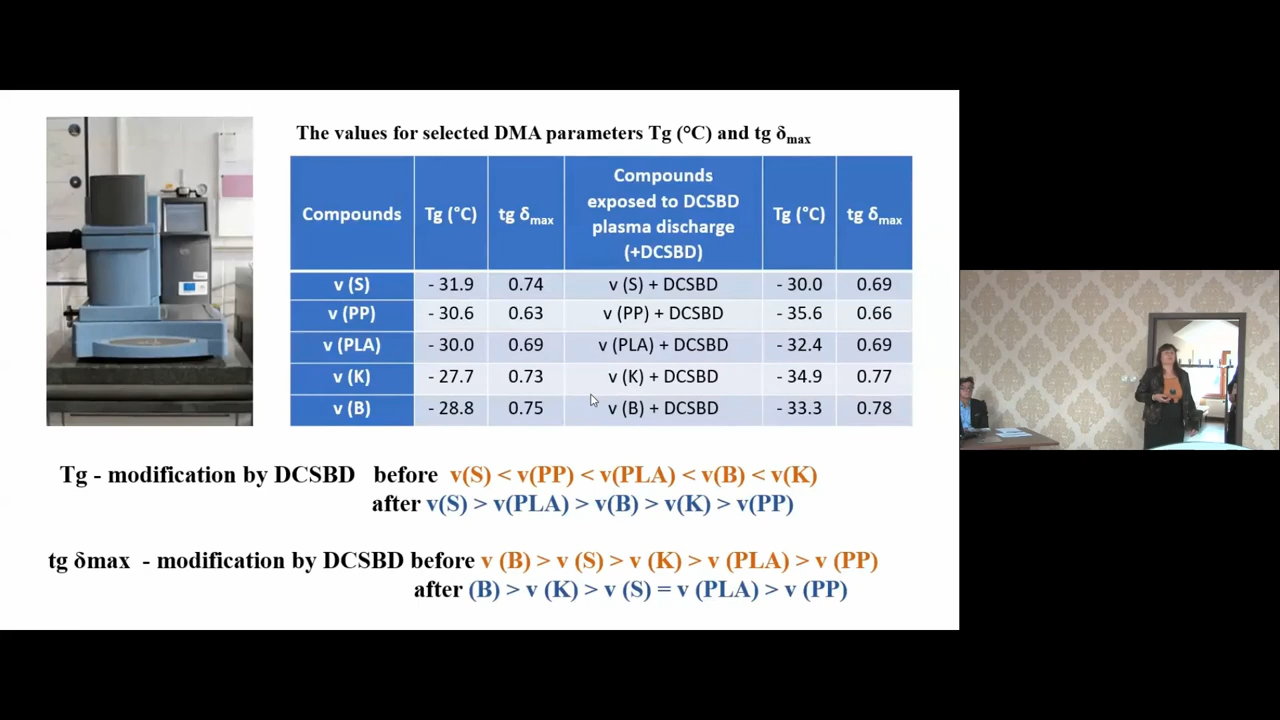 The values for selected DMA parameters Tg (°C) and tg δmax
Compounds Tg (°C) tg δmax Compounds exposed to DCSBD plasma discharge (+DCSBD) Tg (°C) tg δmax
v (S) - 31.9 0.74 v (S) + DCSBD - 30.0 0.69
v (PP) - 30.6 0.63 v (PP) + DCSBD - 35.6 0.66
v (PLA) - 30.0 0.69 v (PLA) + DCSBD - 32.4 0.69
v (K) - 27.7 0.73 v (K) + DCSBD - 34.9 0.77
v (B) - 28.8 0.75 v (B) + DCSBD - 33.3 0.78
Tg - modification by DCSBD before v(S) < v(PP) < v(PLA) < v(B) < v(K)
after v(S) > v(PLA) > v(B) > v(K) > v(PP)
tg δmax - modification by DCSBD before v (B) > v (S) > v (K) > v (PLA) > v (PP)
after (B) > v (K) > v (S) = v (PLA) > v (PP)